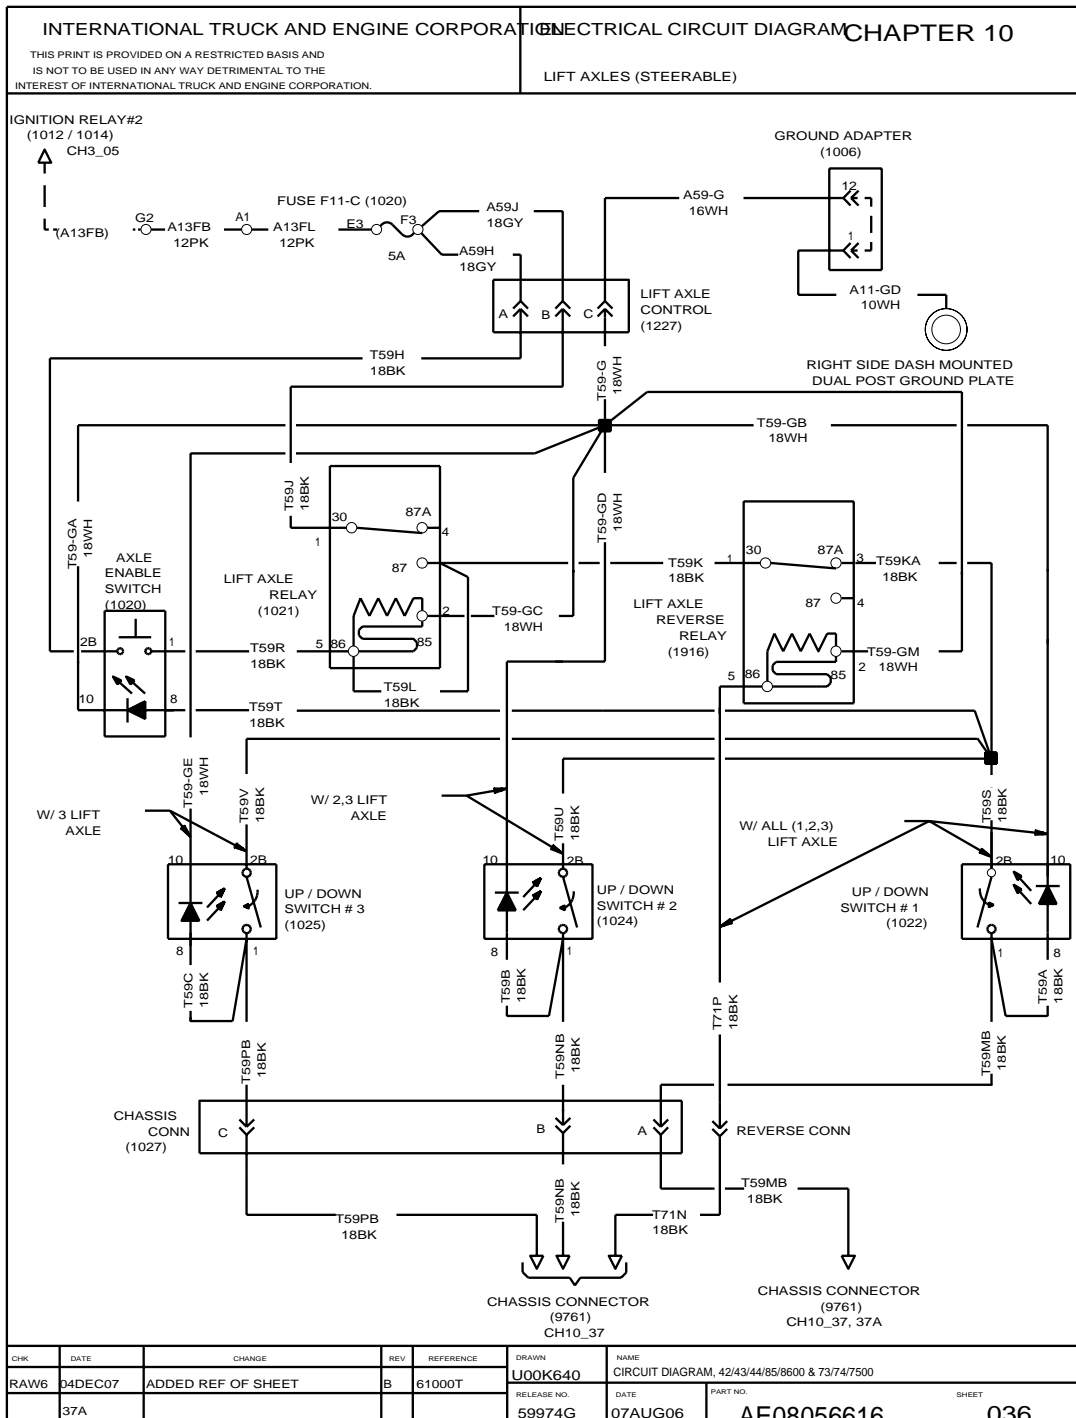 INTERNATIONAL TRUCK AND ENGINE CORPORATION
ELECTRICAL CIRCUIT DIAGRAM
CHAPTER 10
THIS PRINT IS PROVIDED ON A RESTRICTED BASIS AND
IS NOT TO BE USED IN ANY WAY DETRIMENTAL TO THE
INTEREST OF INTERNATIONAL TRUCK AND ENGINE CORPORATION.
LIFT AXLES (STEERABLE)
IGNITION RELAY#2
(1012 / 1014)
CH3_05
GROUND ADAPTER
(1006)
12
1
A59-G
16WH
FUSE F11-C (1020)
A59J
18GY
(A13FB)
G2
A13FB
12PK
A1
A13FL
12PK
E3
F3
5A
A59H
18GY
A11-GD
10WH
LIFT AXLE
CONTROL
(1227)
A
B
C
RIGHT SIDE DASH MOUNTED
DUAL POST GROUND PLATE
T59H
18BK
T59-G
18WH
T59-GB
18WH
T59J
18BK
T59-GD
18WH
T59-GA
18WH
30
87A
1
4
87
AXLE
ENABLE
SWITCH
(1020)
LIFT AXLE
RELAY
(1021)
T59K
18BK
1
30
87A
3
T59KA
18BK
87
4
LIFT AXLE
REVERSE
RELAY
(1916)
2
T59-GC
18WH
2B
1
T59R
18BK
5
86
85
T59-GM
18WH
2
5
86
85
T59L
18BK
10
8
T59T
18BK
T59-GE
18WH
T59V
18BK
T59U
18BK
T59S
18BK
W/ 3 LIFT
AXLE
W/ 2,3 LIFT
AXLE
W/ ALL (1,2,3)
LIFT AXLE
10
2B
10
2B
2B
10
UP / DOWN
SWITCH # 3
(1025)
UP / DOWN
SWITCH # 2
(1024)
UP / DOWN
SWITCH # 1
(1022)
8
1
8
1
1
8
T59C
18BK
T59B
18BK
T59A
18BK
T71P
18BK
T59PB
18BK
T59NB
18BK
T59MB
18BK
CHASSIS
CONN
(1027)
C
B
A
REVERSE CONN
T59MB
18BK
T59NB
18BK
T59PB
18BK
T71N
18BK
CHASSIS CONNECTOR
(9761)
CH10_37
CHASSIS CONNECTOR
(9761)
CH10_37, 37A
CHK
DATE
CHANGE
REV
REFERENCE
DRAWN
NAME
RAW6
04DEC07
ADDED REF OF SHEET
B
61000T
U00K640
CIRCUIT DIAGRAM, 42/43/44/85/8600 & 73/74/7500
37A
RELEASE NO.
DATE
PART NO.
SHEET
59974G
07AUG06
AE08056616
036